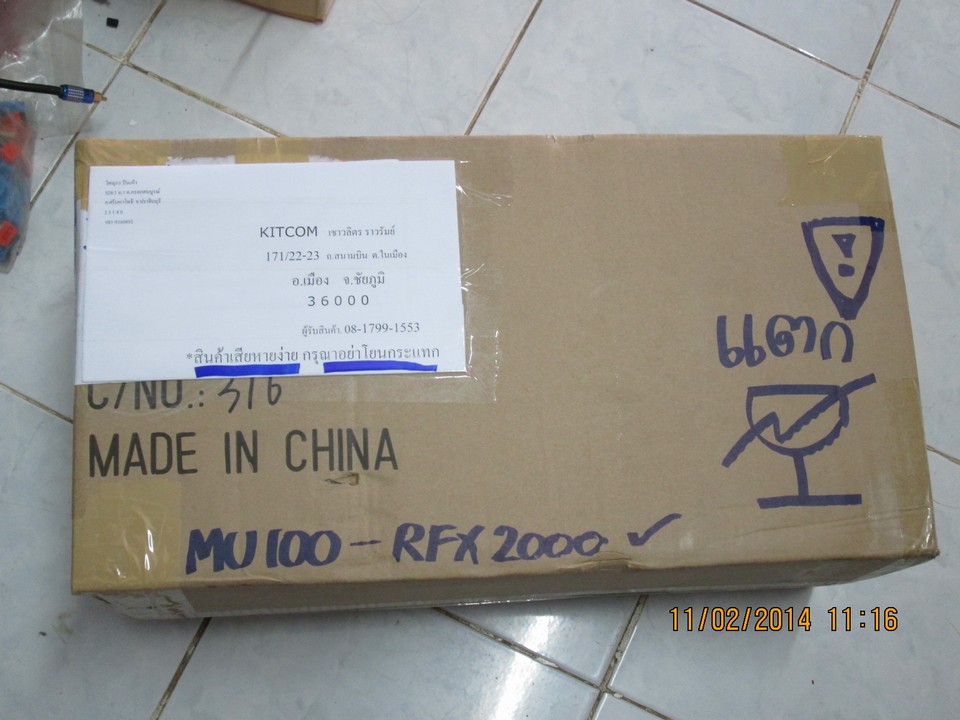 KITCOM เชาวลิตร ราวรัมย์
171/22-23 ถ.สนามบิน ต.ในเมือง
อ.เมือง จ.ชัยภูมิ
36000
ผู้รับสินค้า. 08-1799-1553
*สินค้าเสียหายง่าย กรุณาอย่าโยนกระแทก
แตก
C/NO.: 316
MADE IN CHINA
MU100 - RFX2000 ✓
11/02/2014 11:16